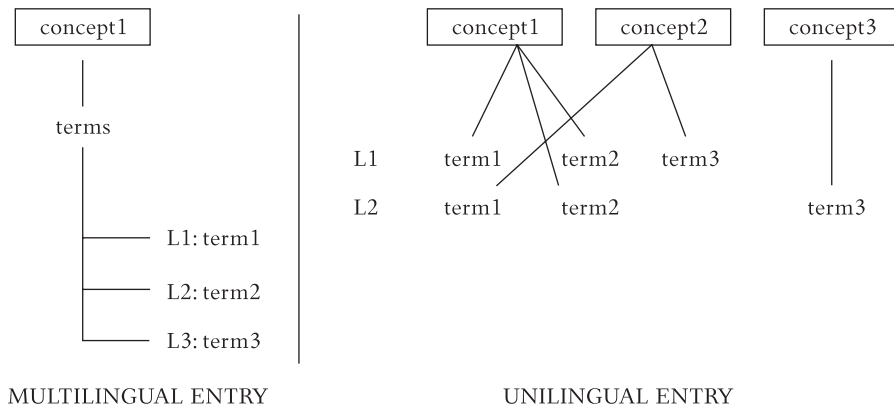 concept1 concept1 concept2 concept3
terms
L1 term1 term2 term3
L2 term1 term2 term3
L1: term1
L2: term2
L3: term3
MULTILINGUAL ENTRY UNILINGUAL ENTRY